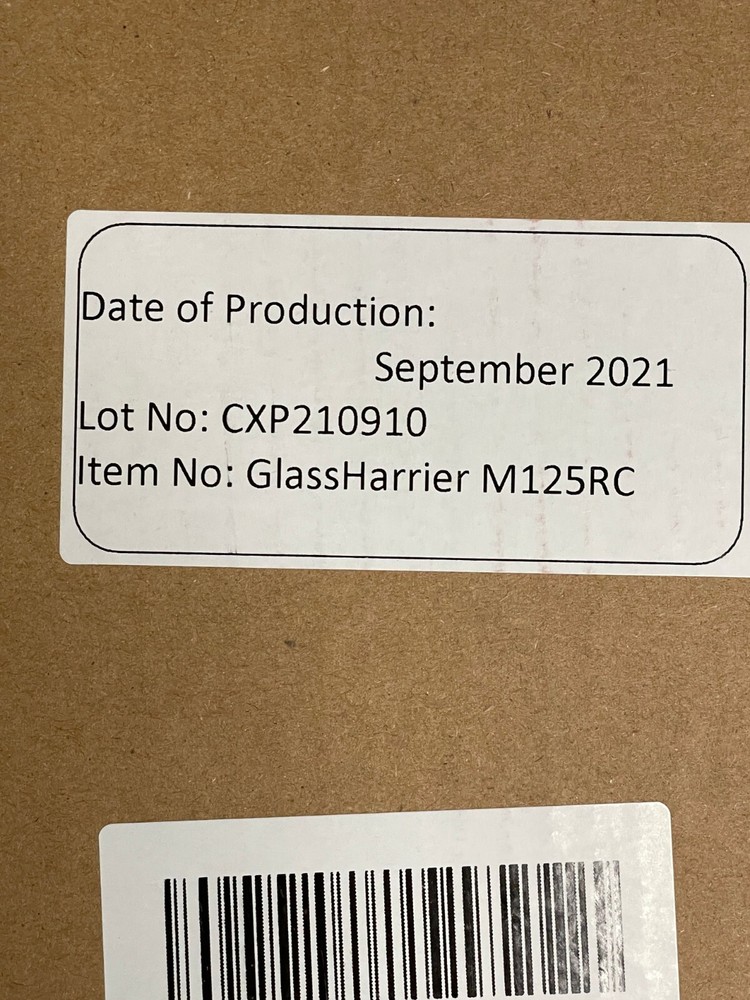 Date of Production:
September 2021
Lot No: CXP210910
Item No: GlassHarrier M125RC